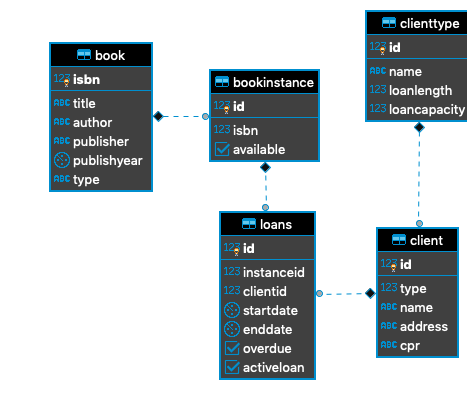 book
123 isbn
ABC title
ABC author
ABC publisher
publishyear
ABC type
bookinstance
123 id
123 isbn
available
clienttype
123 id
ABC name
123 loanlength
123 loancapacity
loans
123 id
123 instanceid
123 clientid
startdate
enddate
overdue
activeloan
client
123 id
123 type
ABC name
ABC address
ABC cpr